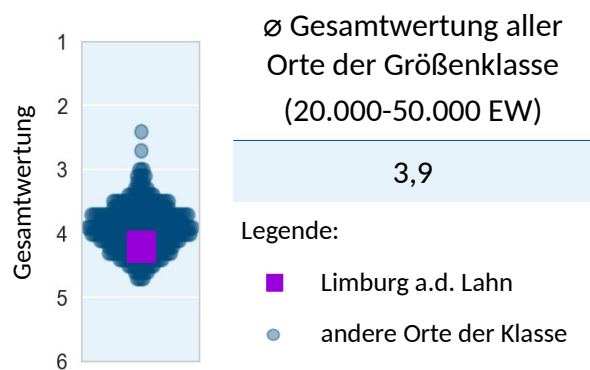 Gesamtwertung
1
2
3
4
5
6
⌀ Gesamtwertung aller
Orte der Größenklasse
(20.000-50.000 EW)
3,9
Legende:
Limburg a.d. Lahn
andere Orte der Klasse